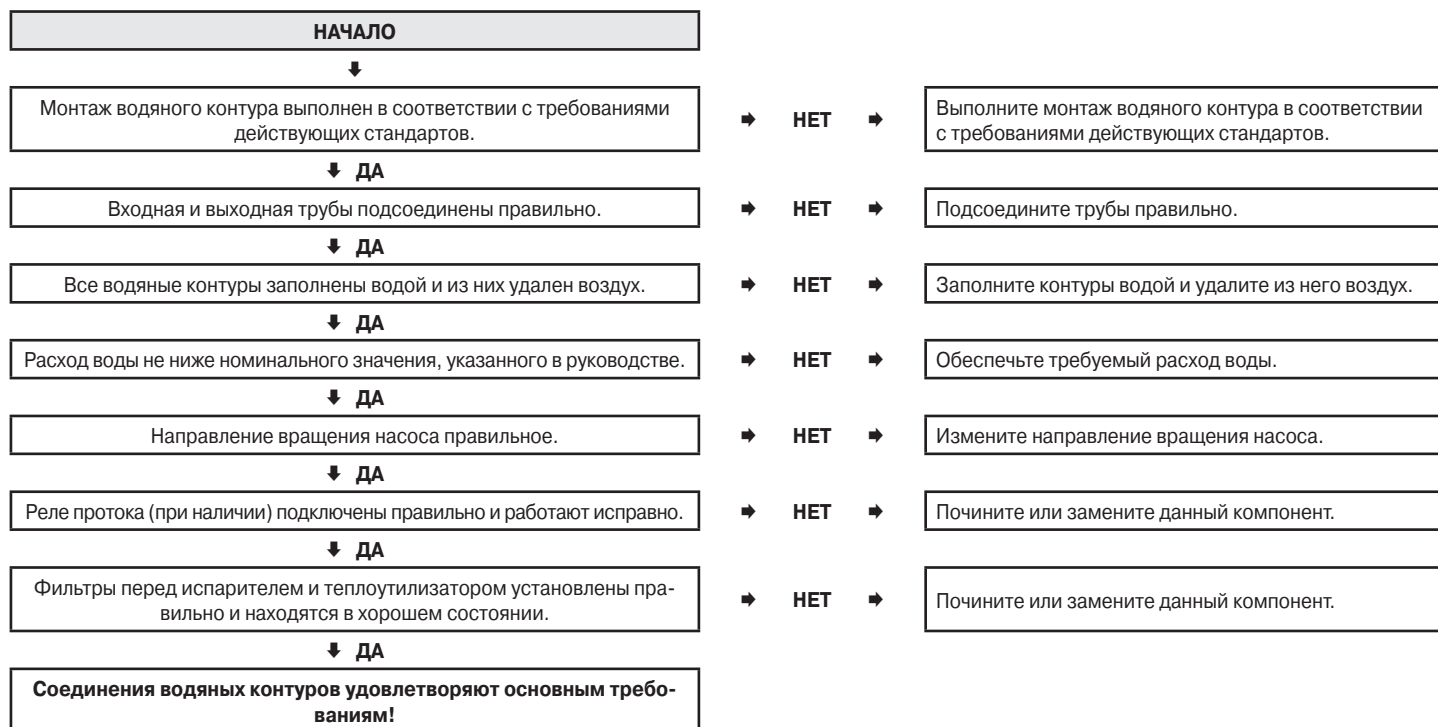 НАЧАЛО
Монтаж водяного контура выполнен в соответствии с требованиями
действующих стандартов.
НЕТ
Выполните монтаж водяного контура в соответствии
с требованиями действующих стандартов.
ДА
Входная и выходная трубы подсоединены правильно.
НЕТ
Подсоедините трубы правильно.
ДА
Все водяные контуры заполнены водой и из них удален воздух.
НЕТ
Заполните контуры водой и удалите из него воздух.
ДА
Расход воды не ниже номинального значения, указанного в руководстве.
НЕТ
Обеспечьте требуемый расход воды.
ДА
Направление вращения насоса правильное.
НЕТ
Измените направление вращения насоса.
ДА
Реле протока (при наличии) подключены правильно и работают исправно.
НЕТ
Почините или замените данный компонент.
ДА
Фильтры перед испарителем и теплоутилизатором установлены пра-
вильно и находятся в хорошем состоянии.
НЕТ
Почините или замените данный компонент.
ДА
Соединения водяных контуров удовлетворяют основным требо-
ваниям!